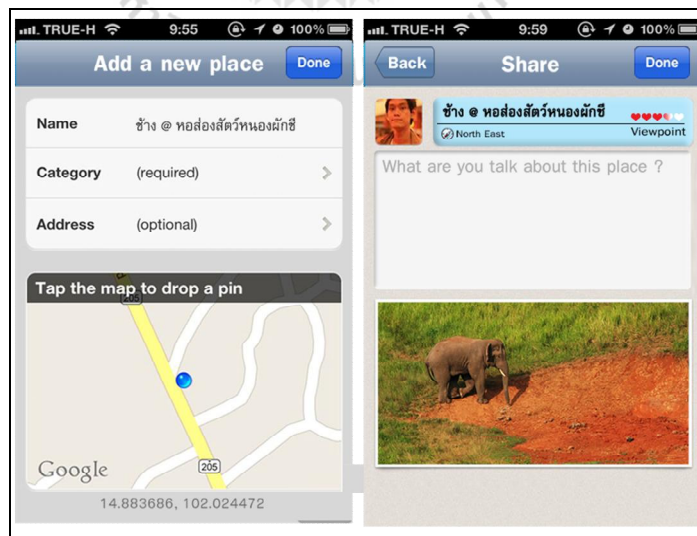 TRUE-H 9:55 100%
Add a new place Done
Name ช้าง @ หอส่องสัตว์หนองผักชี
Category (required)
Address (optional)
Tap the map to drop a pin
205
205
Google
14.883686, 102.024472
TRUE-H 9:59 100%
Back Share Done
ช้าง @ หอส่องสัตว์หนองผักชี
North East Viewpoint
What are you talk about this place ?